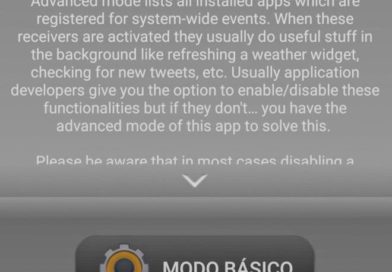 Advanced mode lists all installed apps which are
registered for system-wide events. When these
receivers are activated they usually do useful stuff in
the background like refreshing a weather widget,
checking for new tweets, etc. Usually application
developers give you the option to enable/disable these
functionalities but if they don't... you have the
advanced mode of this app to solve this.
Please be aware that in most cases disabling a
MODO BÁSICO